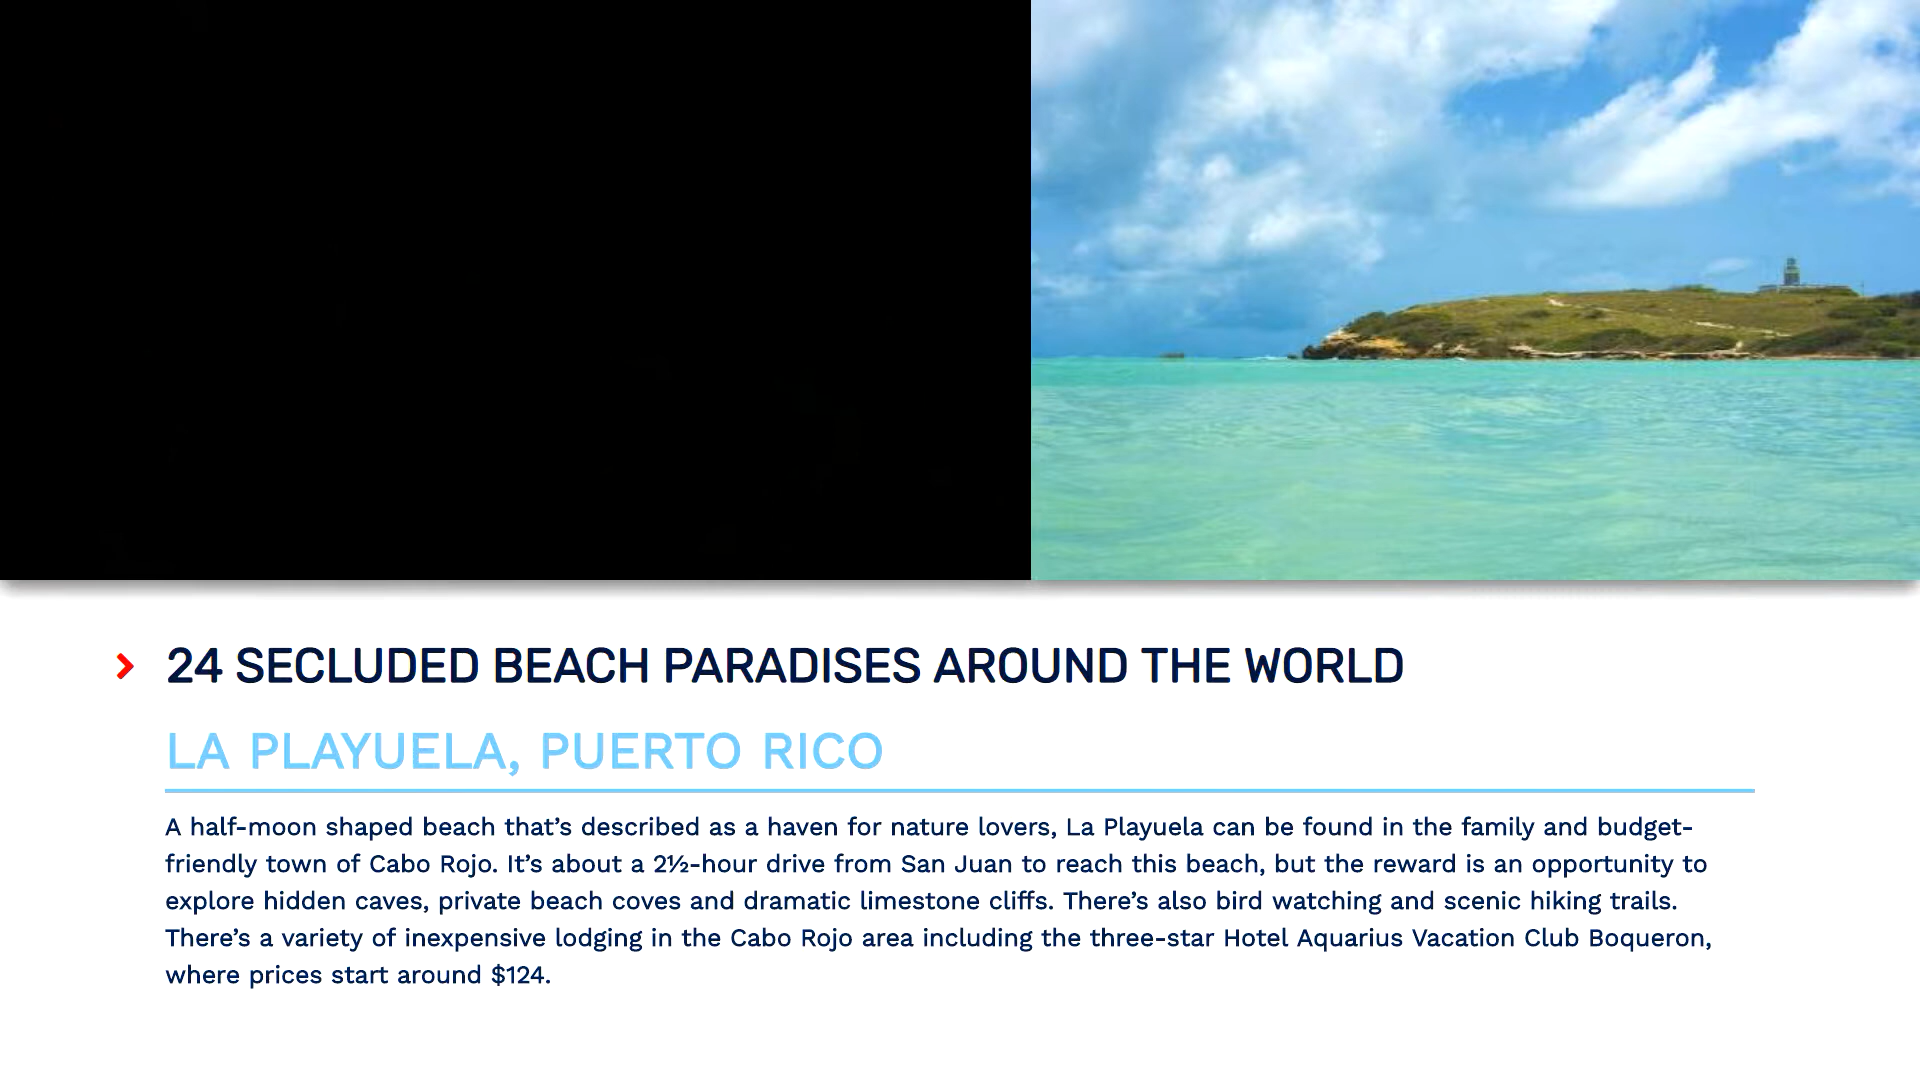 24 SECLUDED BEACH PARADISES AROUND THE WORLD
LA PLAYUELA, PUERTO RICO
A half-moon shaped beach that’s described as a haven for nature lovers, La Playuela can be found in the family and budget-
friendly town of Cabo Rojo. It’s about a 2½-hour drive from San Juan to reach this beach, but the reward is an opportunity to
explore hidden caves, private beach coves and dramatic limestone cliffs. There’s also bird watching and scenic hiking trails.
There’s a variety of inexpensive lodging in the Cabo Rojo area including the three-star Hotel Aquarius Vacation Club Boqueron,
where prices start around $124.